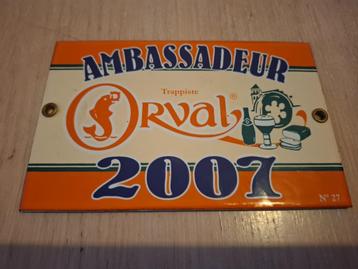 AMBASSADEUR
Trappiste
ORVAL®
2007
N° 27